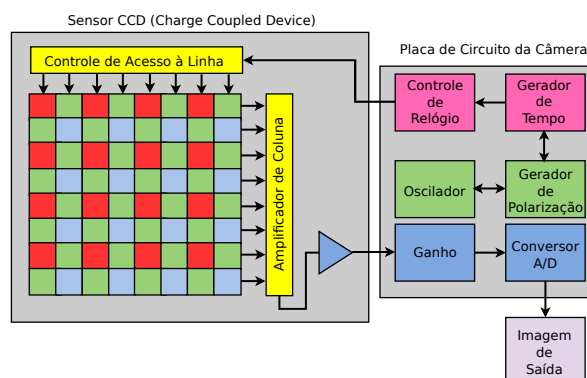 Sensor CCD (Charge Coupled Device)
Controle de Acesso à Linha
Amplificador de Coluna
Placa de Circuito da Câmera
Controle
de
Relógio
Gerador
de
Tempo
Oscilador
Gerador
de
Polarização
Ganho
Conversor
A/D
Imagem
de
Saída